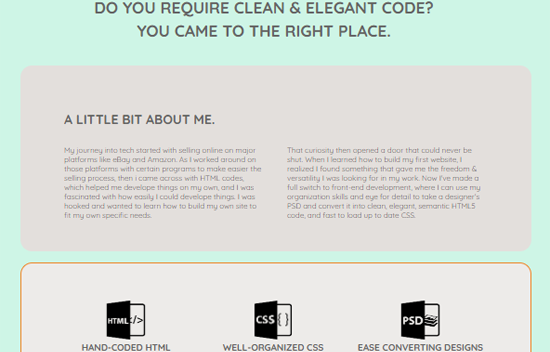 DO YOU REQUIRE CLEAN & ELEGANT CODE?
YOU CAME TO THE RIGHT PLACE.
A LITTLE BIT ABOUT ME.
My journey into tech started with selling online on major
platforms like eBay and Amazon. As I worked around on
those platforms with certain programs to make easier the
selling process, then i came across with HTML codes,
which helped me develope things on my own, and I was
fascinated with how easily I could develope things. I was
hooked and wanted to learn how to build my own site to
fit my own specific needs.
That curiosity then opened a door that could never be
shut. When I learned how to build my first website, I
realized I found something that gave me the freedom &
versatility I was looking for in my work. Now I've made a
full switch to front-end development, where I can use my
organization skills and eye for detail to take a designer's
PSD and convert it into clean, elegant, semantic HTML5
code, and fast to load up to date CSS.
HTML </>
CSS { }
PSD
HAND-CODED HTML
WELL-ORGANIZED CSS
EASE CONVERTING DESIGNS